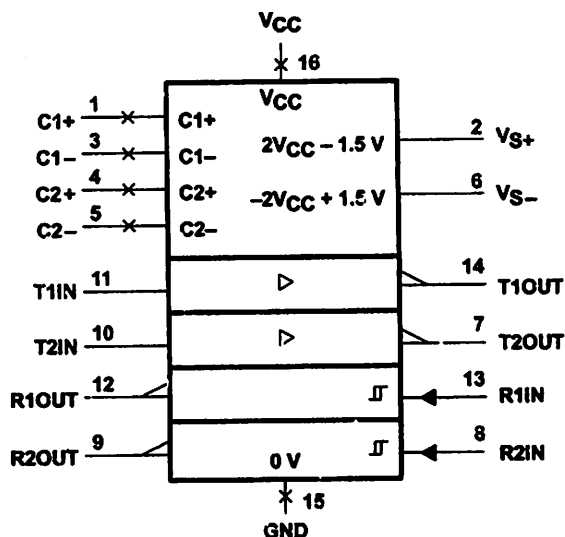 VCC
16
VCC
1
C1+ C1+
3
C1− C1−
2VCC − 1.5 V
2
VS+
4
C2+ C2+
5
C2− C2−
−2VCC + 1.5 V
6
VS−
11
T1IN
14
T1OUT
10
T2IN
7
T2OUT
12
R1OUT
13
R1IN
9
R2OUT
8
R2IN
0 V
15
GND